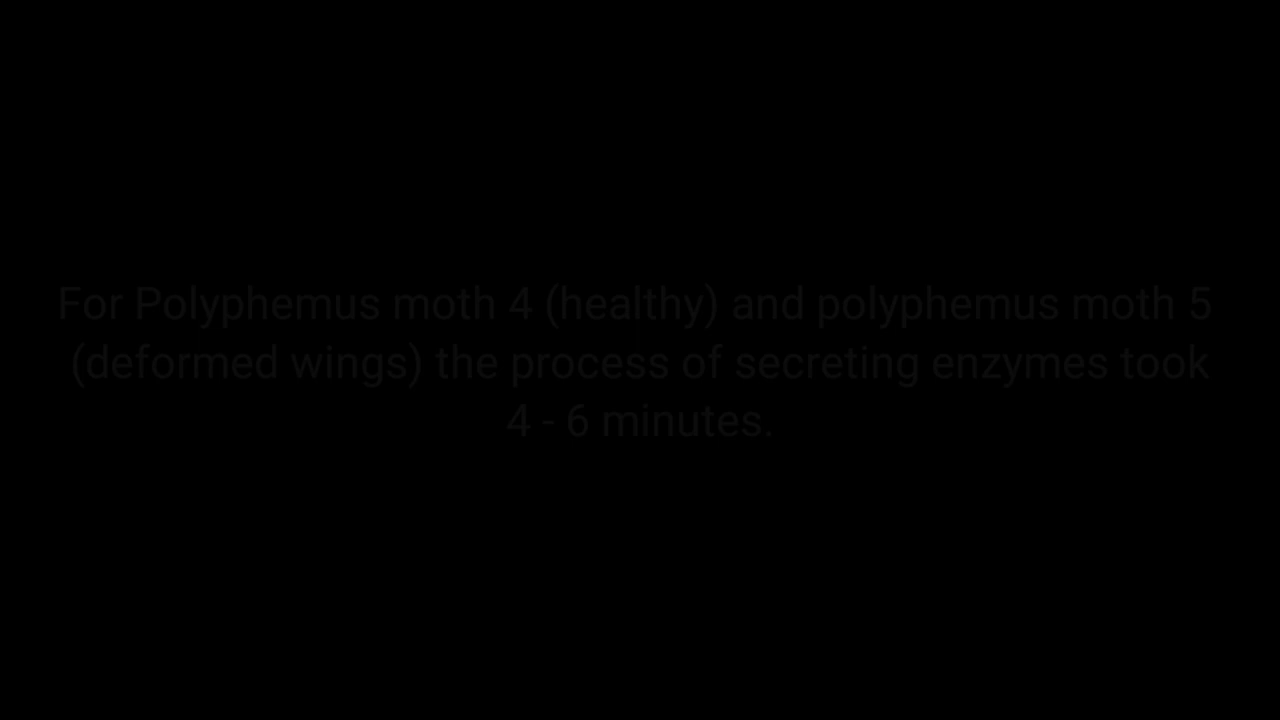 For Polyphemus moth 4 (healthy) and polyphemus moth 5
(deformed wings) the process of secreting enzymes took
4 - 6 minutes.